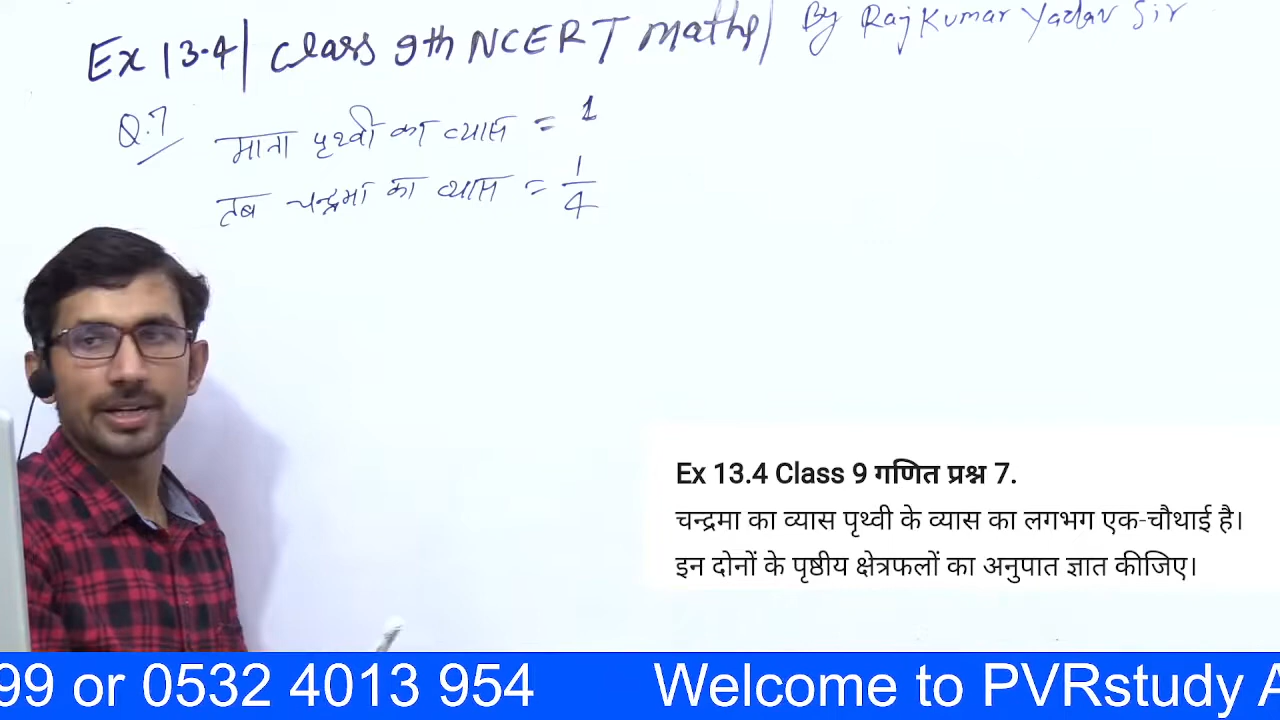 Ex 13.4| Class 9th NCERT Maths| By Raj Kumar Yadav Sir
Q.7 माना पृथ्वी का व्यास = 1
तब चन्द्रमा का व्यास = 1/4
Ex 13.4 Class 9 गणित प्रश्न 7.
चन्द्रमा का व्यास पृथ्वी के व्यास का लगभग एक-चौथाई है।
इन दोनों के पृष्ठीय क्षेत्रफलों का अनुपात ज्ञात कीजिए।
99 or 0532 4013 954 Welcome to PVRstudy A